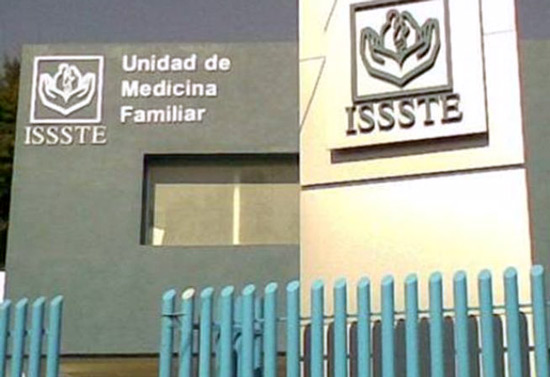 Unidad de
Medicina
Familiar
ISSSTE
ISSSTE